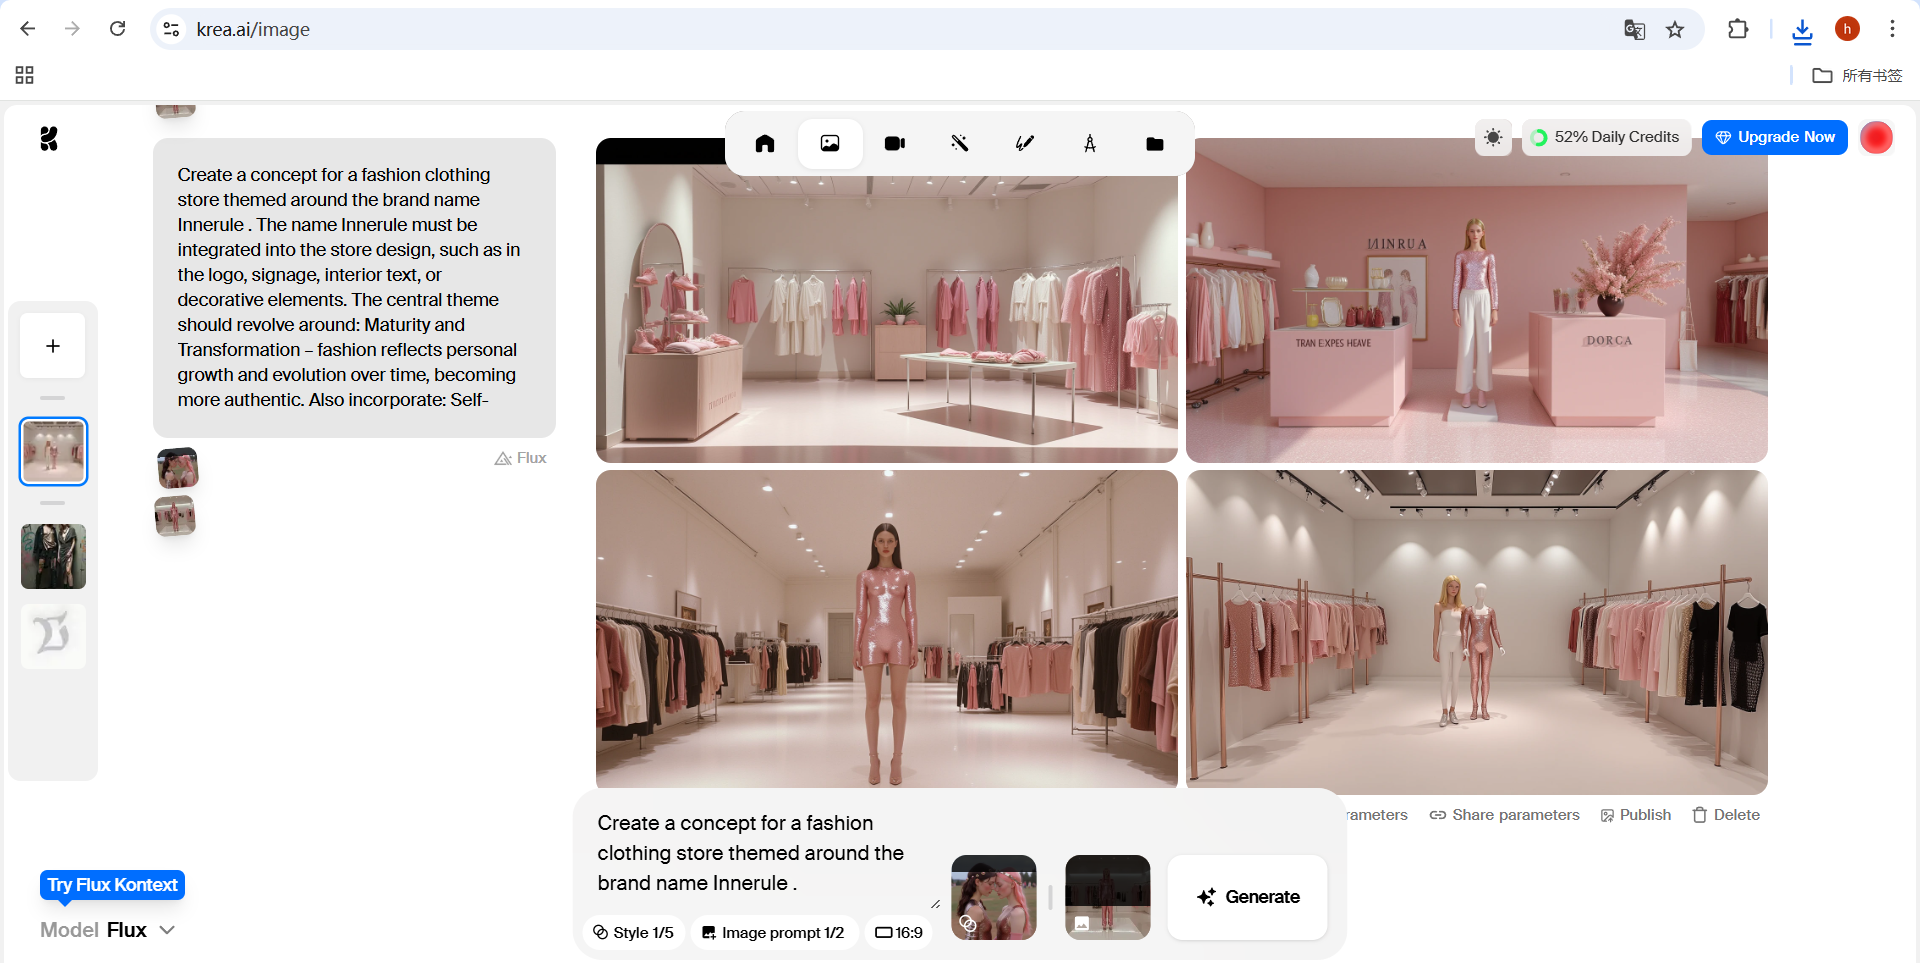 krea.ai/image
h
所有书签
52% Daily Credits
Upgrade Now
Create a concept for a fashion clothing
store themed around the brand name
Innerule . The name Innerule must be
integrated into the store design, such as in
the logo, signage, interior text, or
decorative elements. The central theme
should revolve around: Maturity and
Transformation – fashion reflects personal
growth and evolution over time, becoming
more authentic. Also incorporate: Self-
Flux
TRAN EXPES HEAVE
DORCA
rameters
Share parameters
Publish
Delete
Create a concept for a fashion
clothing store themed around the
brand name Innerule .
Style 1/5
Image prompt 1/2
16:9
Generate
Try Flux Kontext
Model Flux